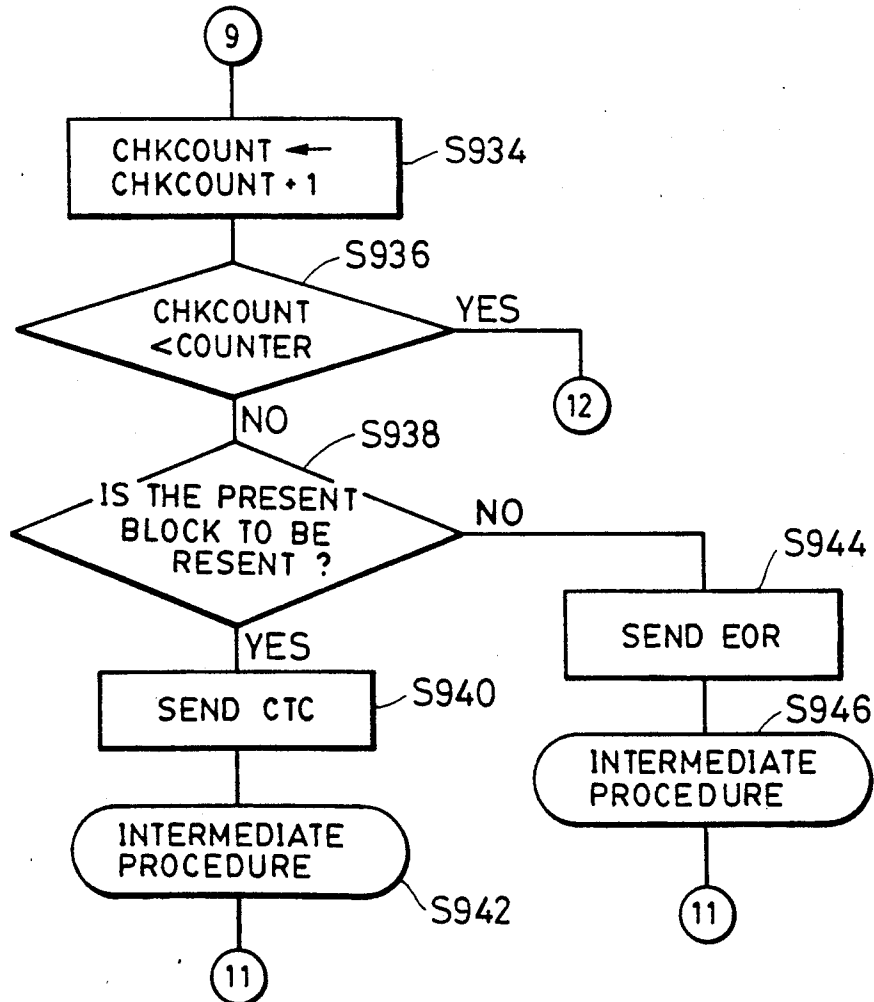 9
CHKCOUNT ←
CHKCOUNT + 1
S934
S936
CHKCOUNT
<COUNTER
YES
12
NO
S938
IS THE PRESENT
BLOCK TO BE
RESENT ?
NO
S944
SEND EOR
YES
SEND CTC
S940
S946
INTERMEDIATE
PROCEDURE
INTERMEDIATE
PROCEDURE
S942
11
11